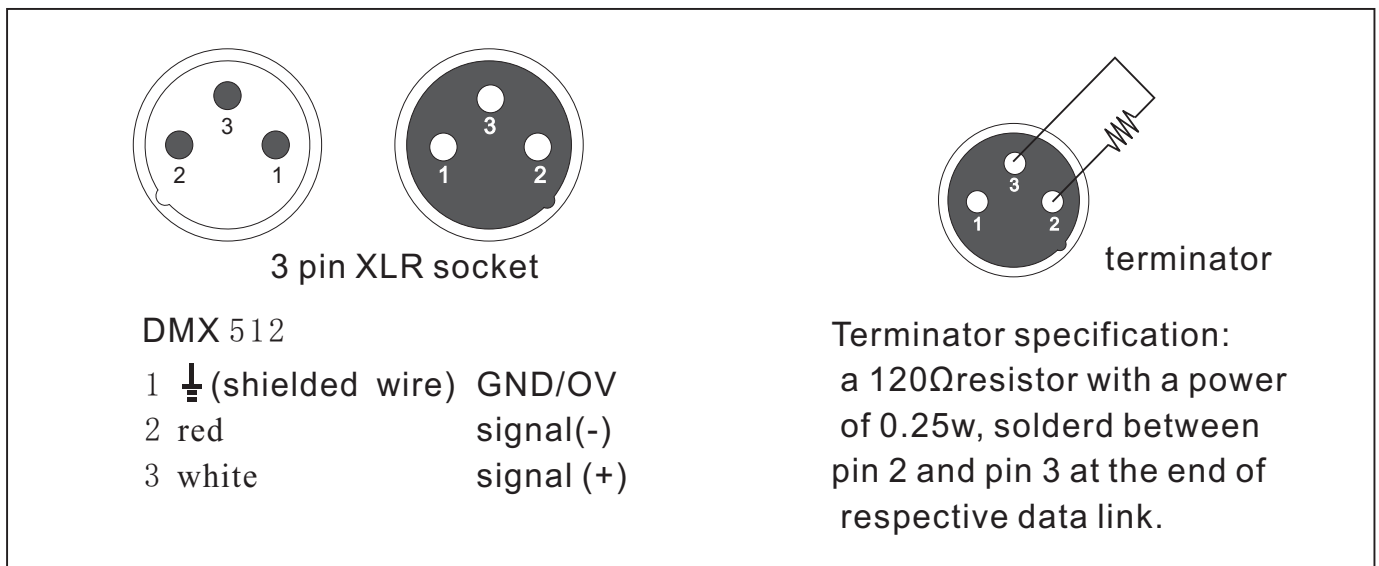 3
2 1
3
1 2
3 pin XLR socket
3
1 2
terminator
DMX 512
1 (shielded wire) GND/OV
2 red signal(-)
3 white signal (+)
Terminator specification:
a 120Ωresistor with a power
of 0.25w, solderd between
pin 2 and pin 3 at the end of
respective data link.